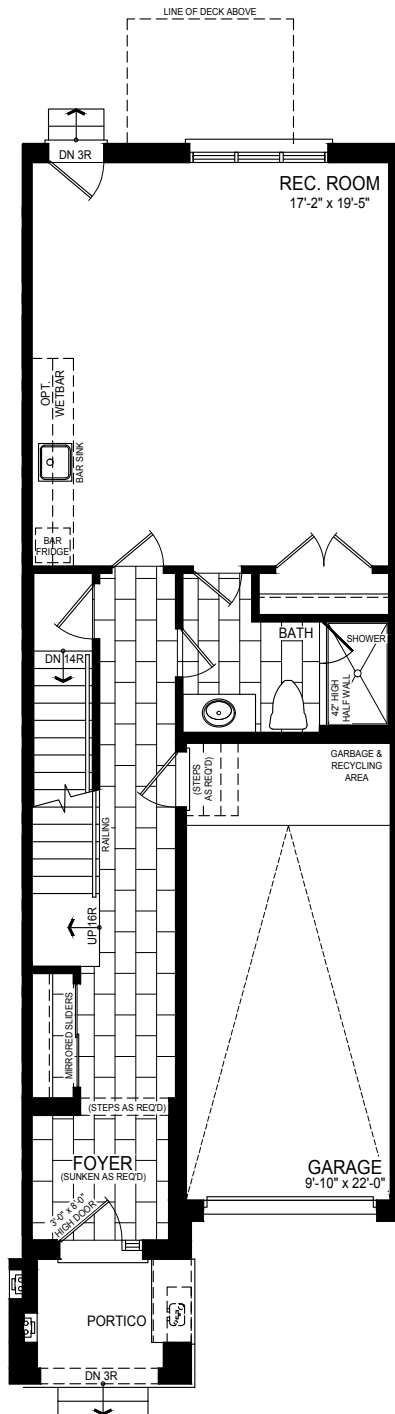 LINE OF DECK ABOVE
DN 3R
REC. ROOM
17'-2" x 19'-5"
OPT.
WETBAR
BAR SINK
BAR
FRIDGE
BATH
SHOWER
42" HIGH
HALF WALL
DN 14R
(STEPS
AS REQ'D)
GARBAGE &
RECYCLING
AREA
RAILING
UP 16R
MIRRORED SLIDERS
(STEPS AS REQ'D)
FOYER
(SUNKEN AS REQ'D)
3'-0" x 8'-0"
HIGH DOOR
GARAGE
9'-10" x 22'-0"
PORTICO
DN 3R